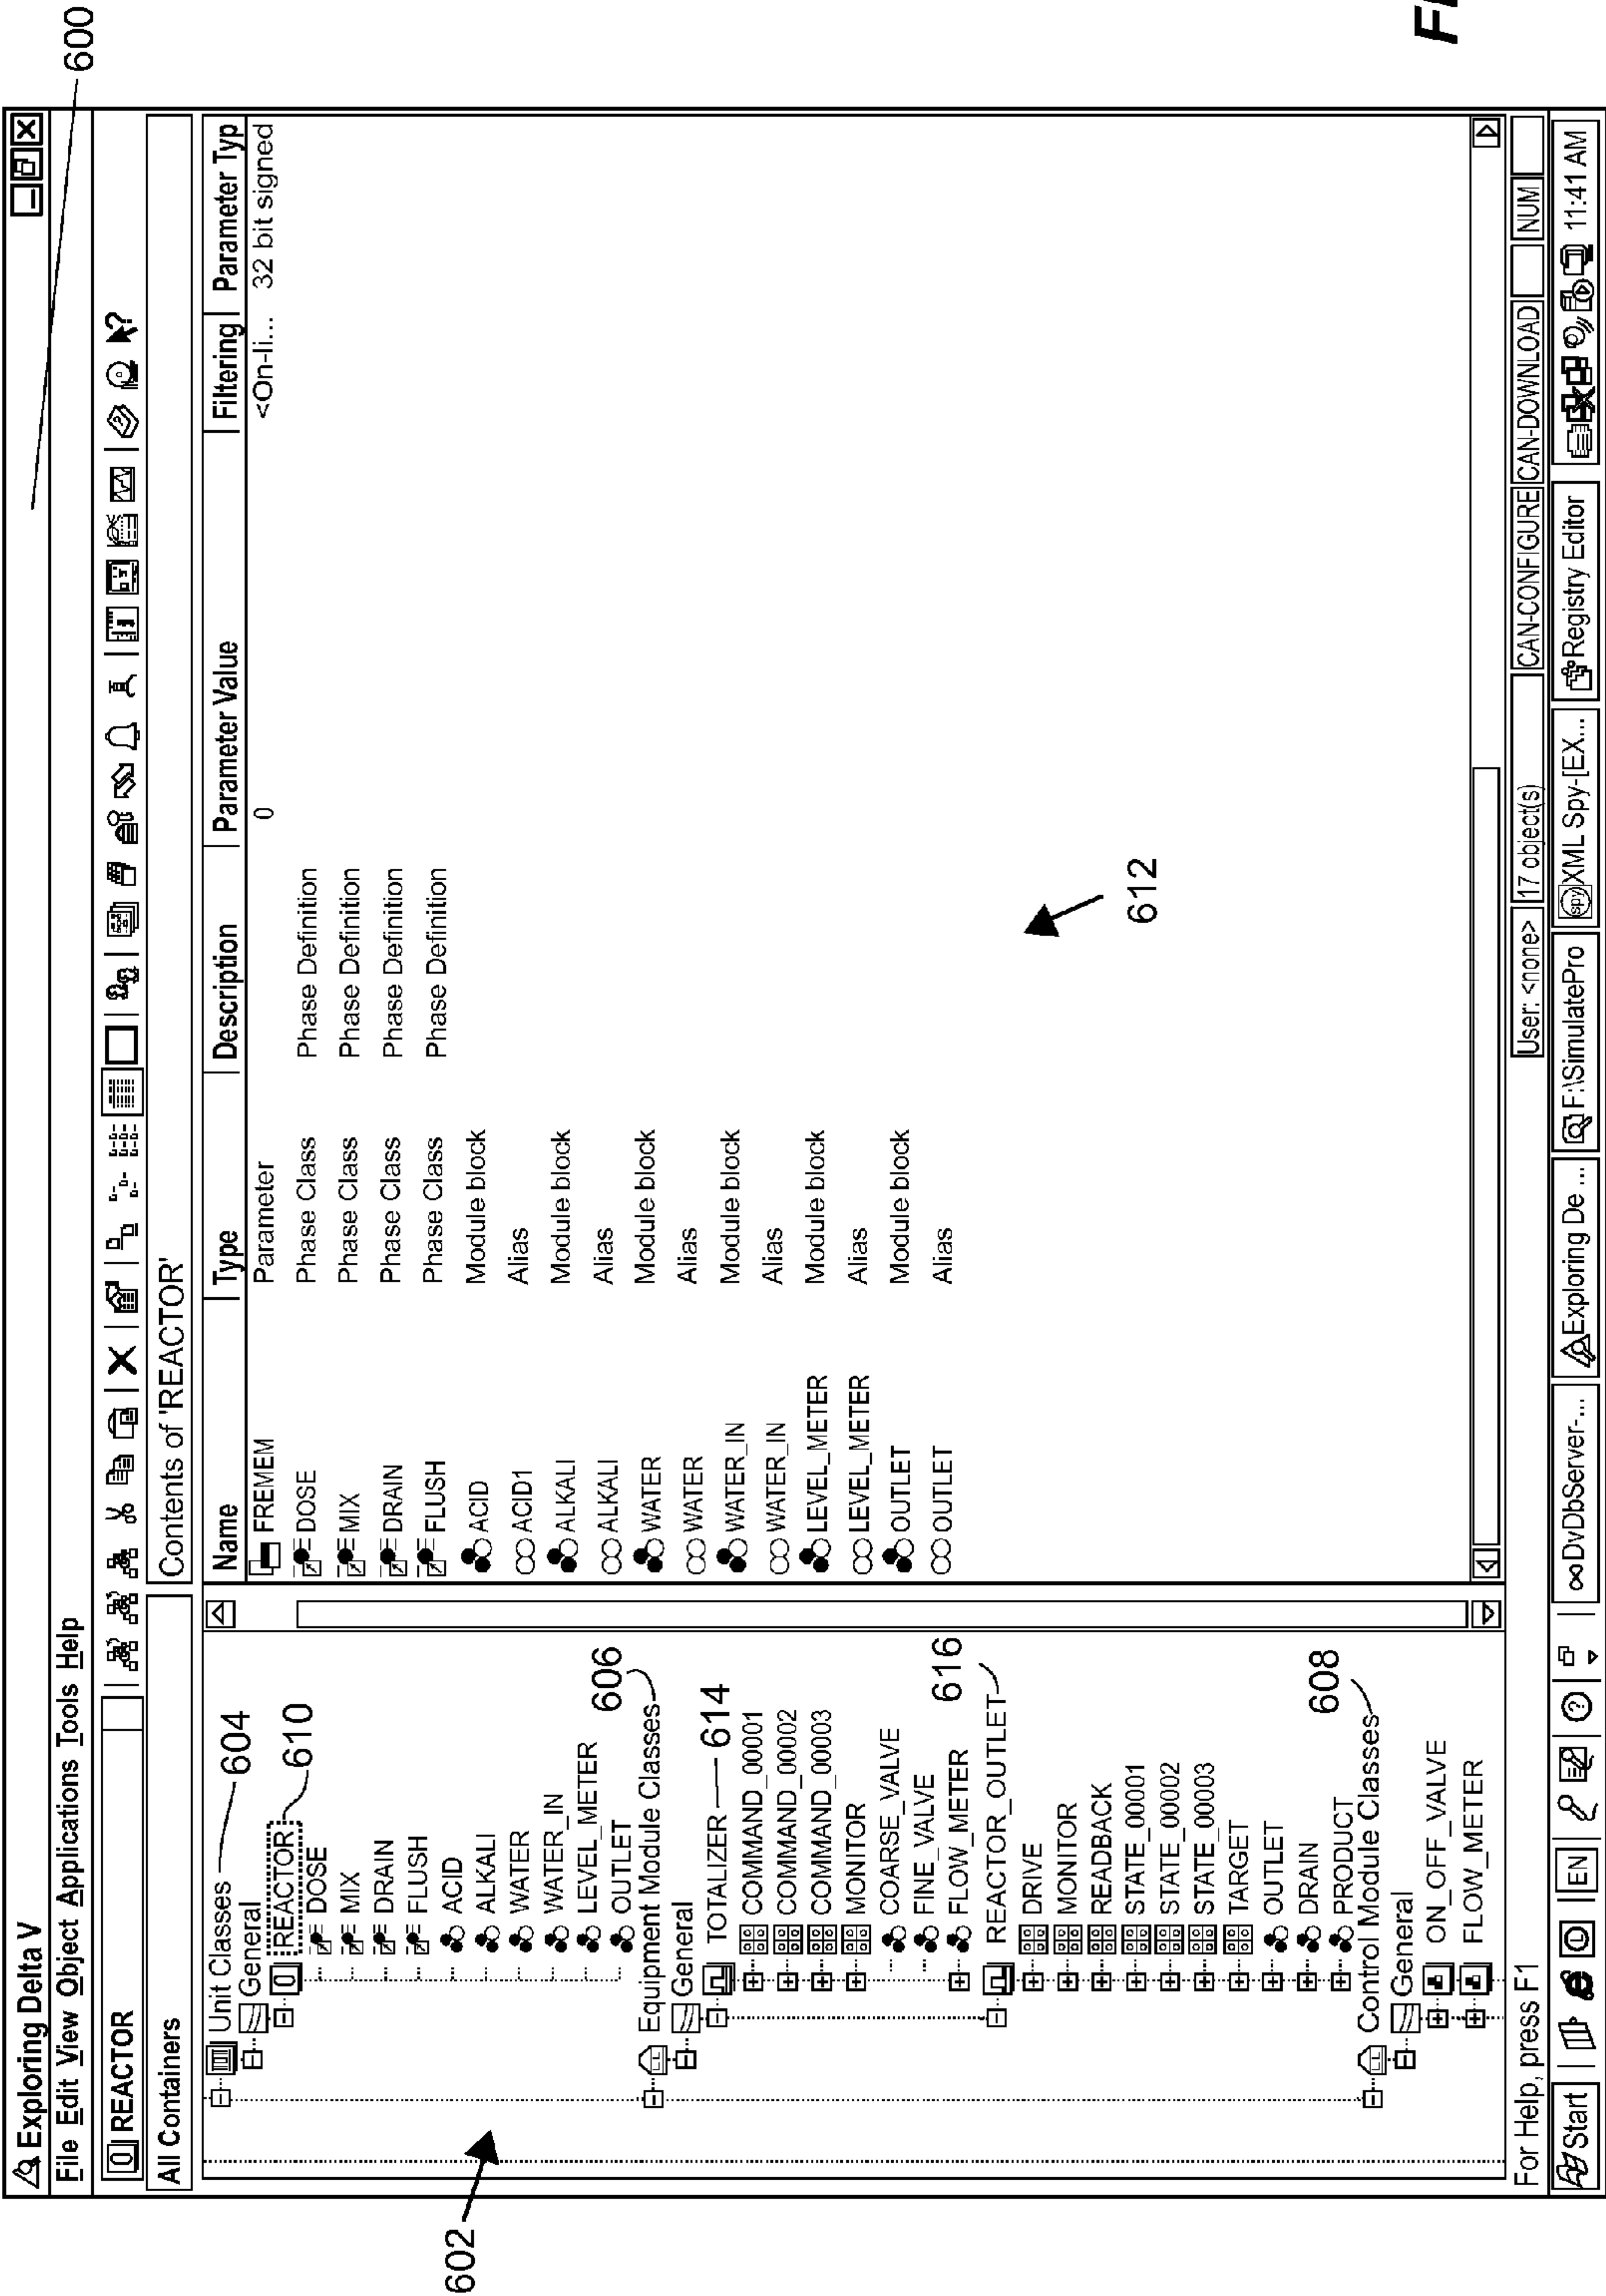 600
Exploring Delta V
File Edit View Object Applications Tools Help
REACTOR
All Containers
Contents of 'REACTOR'
602
Unit Classes 604
General
REACTOR 610
DOSE
MIX
DRAIN
FLUSH
ACID
ALKALI
WATER
WATER_IN
LEVEL_METER
OUTLET
Equipment Module Classes 606
General
TOTALIZER 614
COMMAND_00001
COMMAND_00002
COMMAND_00003
MONITOR
COARSE_VALVE
FINE_VALVE
FLOW_METER
REACTOR_OUTLET 616
DRIVE
MONITOR
READBACK
STATE_00001
STATE_00002
STATE_00003
TARGET
OUTLET
DRAIN
PRODUCT
Control Module Classes 608
General
ON_OFF_VALVE
FLOW_METER
Name Type Description Parameter Value Filtering Parameter Typ
FREMEM Parameter 0 <On-li... 32 bit signed
DOSE Phase Class Phase Definition
MIX Phase Class Phase Definition
DRAIN Phase Class Phase Definition
FLUSH Phase Class Phase Definition
ACID Module block
ACID1 Alias
ALKALI Module block
ALKALI Alias
WATER Module block
WATER Alias
WATER_IN Module block
WATER_IN Alias
LEVEL_METER Module block
LEVEL_METER Alias
OUTLET Module block
OUTLET Alias
612
For Help, press F1 User: <none> 17 object(s) CAN-CONFIGURE CAN-DOWNLOAD NUM
Start EN DvDbServer-... Exploring De ... F:\SimulatePro spy XML Spy-[EX... Registry Editor 11:41 AM